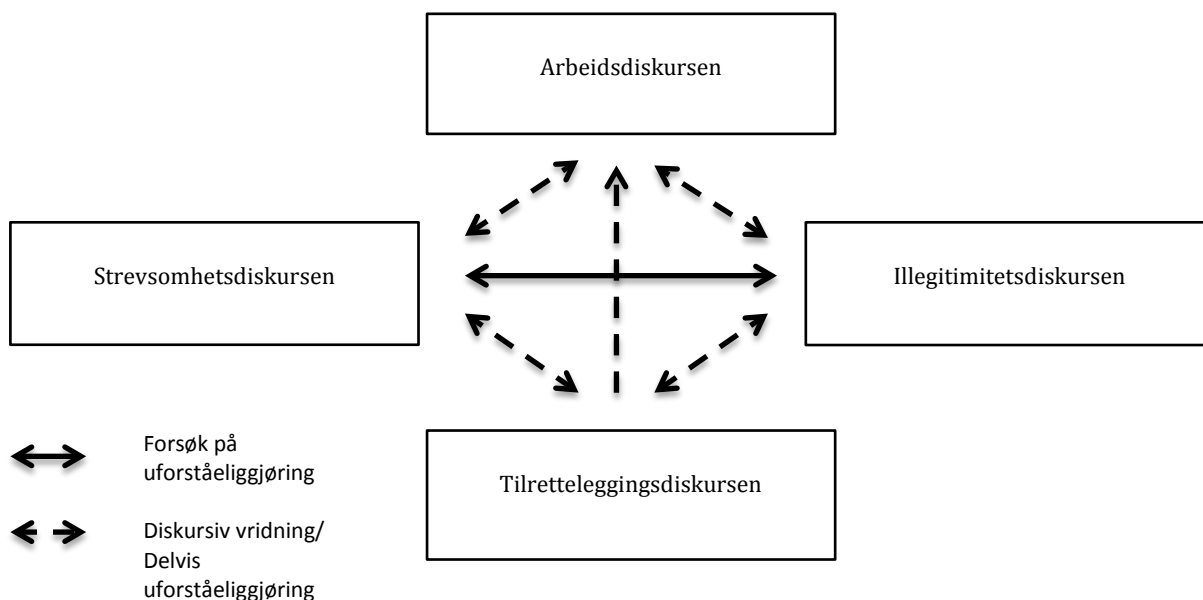 Arbeidsdiskursen
Strevsomhetsdiskursen
Illegitimitetsdiskursen
Tilretteleggingsdiskursen
Forsøk på
uforståeliggjøring
Diskursiv vridning/
Delvis
uforståeliggjøring